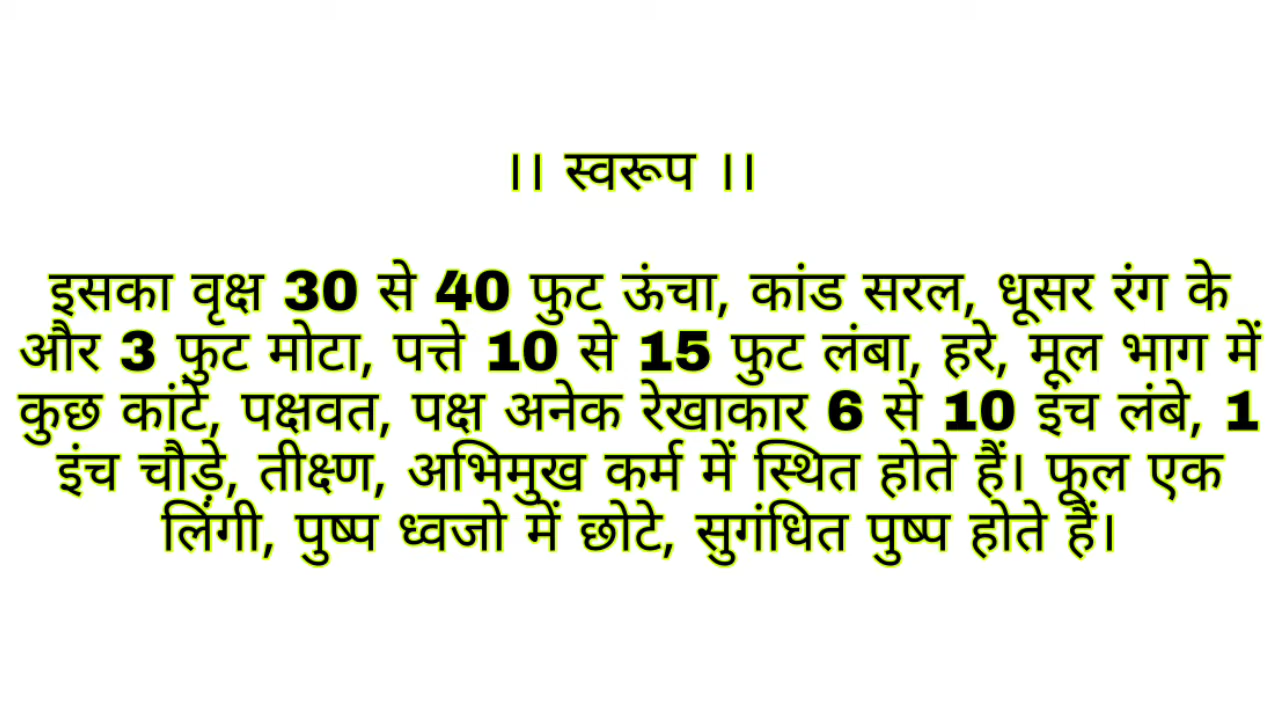 ।। स्वरूप ।।
इसका वृक्ष 30 से 40 फुट ऊंचा, कांड सरल, धूसर रंग के
और 3 फुट मोटा, पत्ते 10 से 15 फुट लंबा, हरे, मूल भाग में
कुछ कांटे, पक्षवत, पक्ष अनेक रेखाकार 6 से 10 इंच लंबे, 1
इंच चौड़े, तीक्ष्ण, अभिमुख कर्म में स्थित होते हैं। फूल एक
लिंगी, पुष्प ध्वजो में छोटे, सुगंधित पुष्प होते हैं।